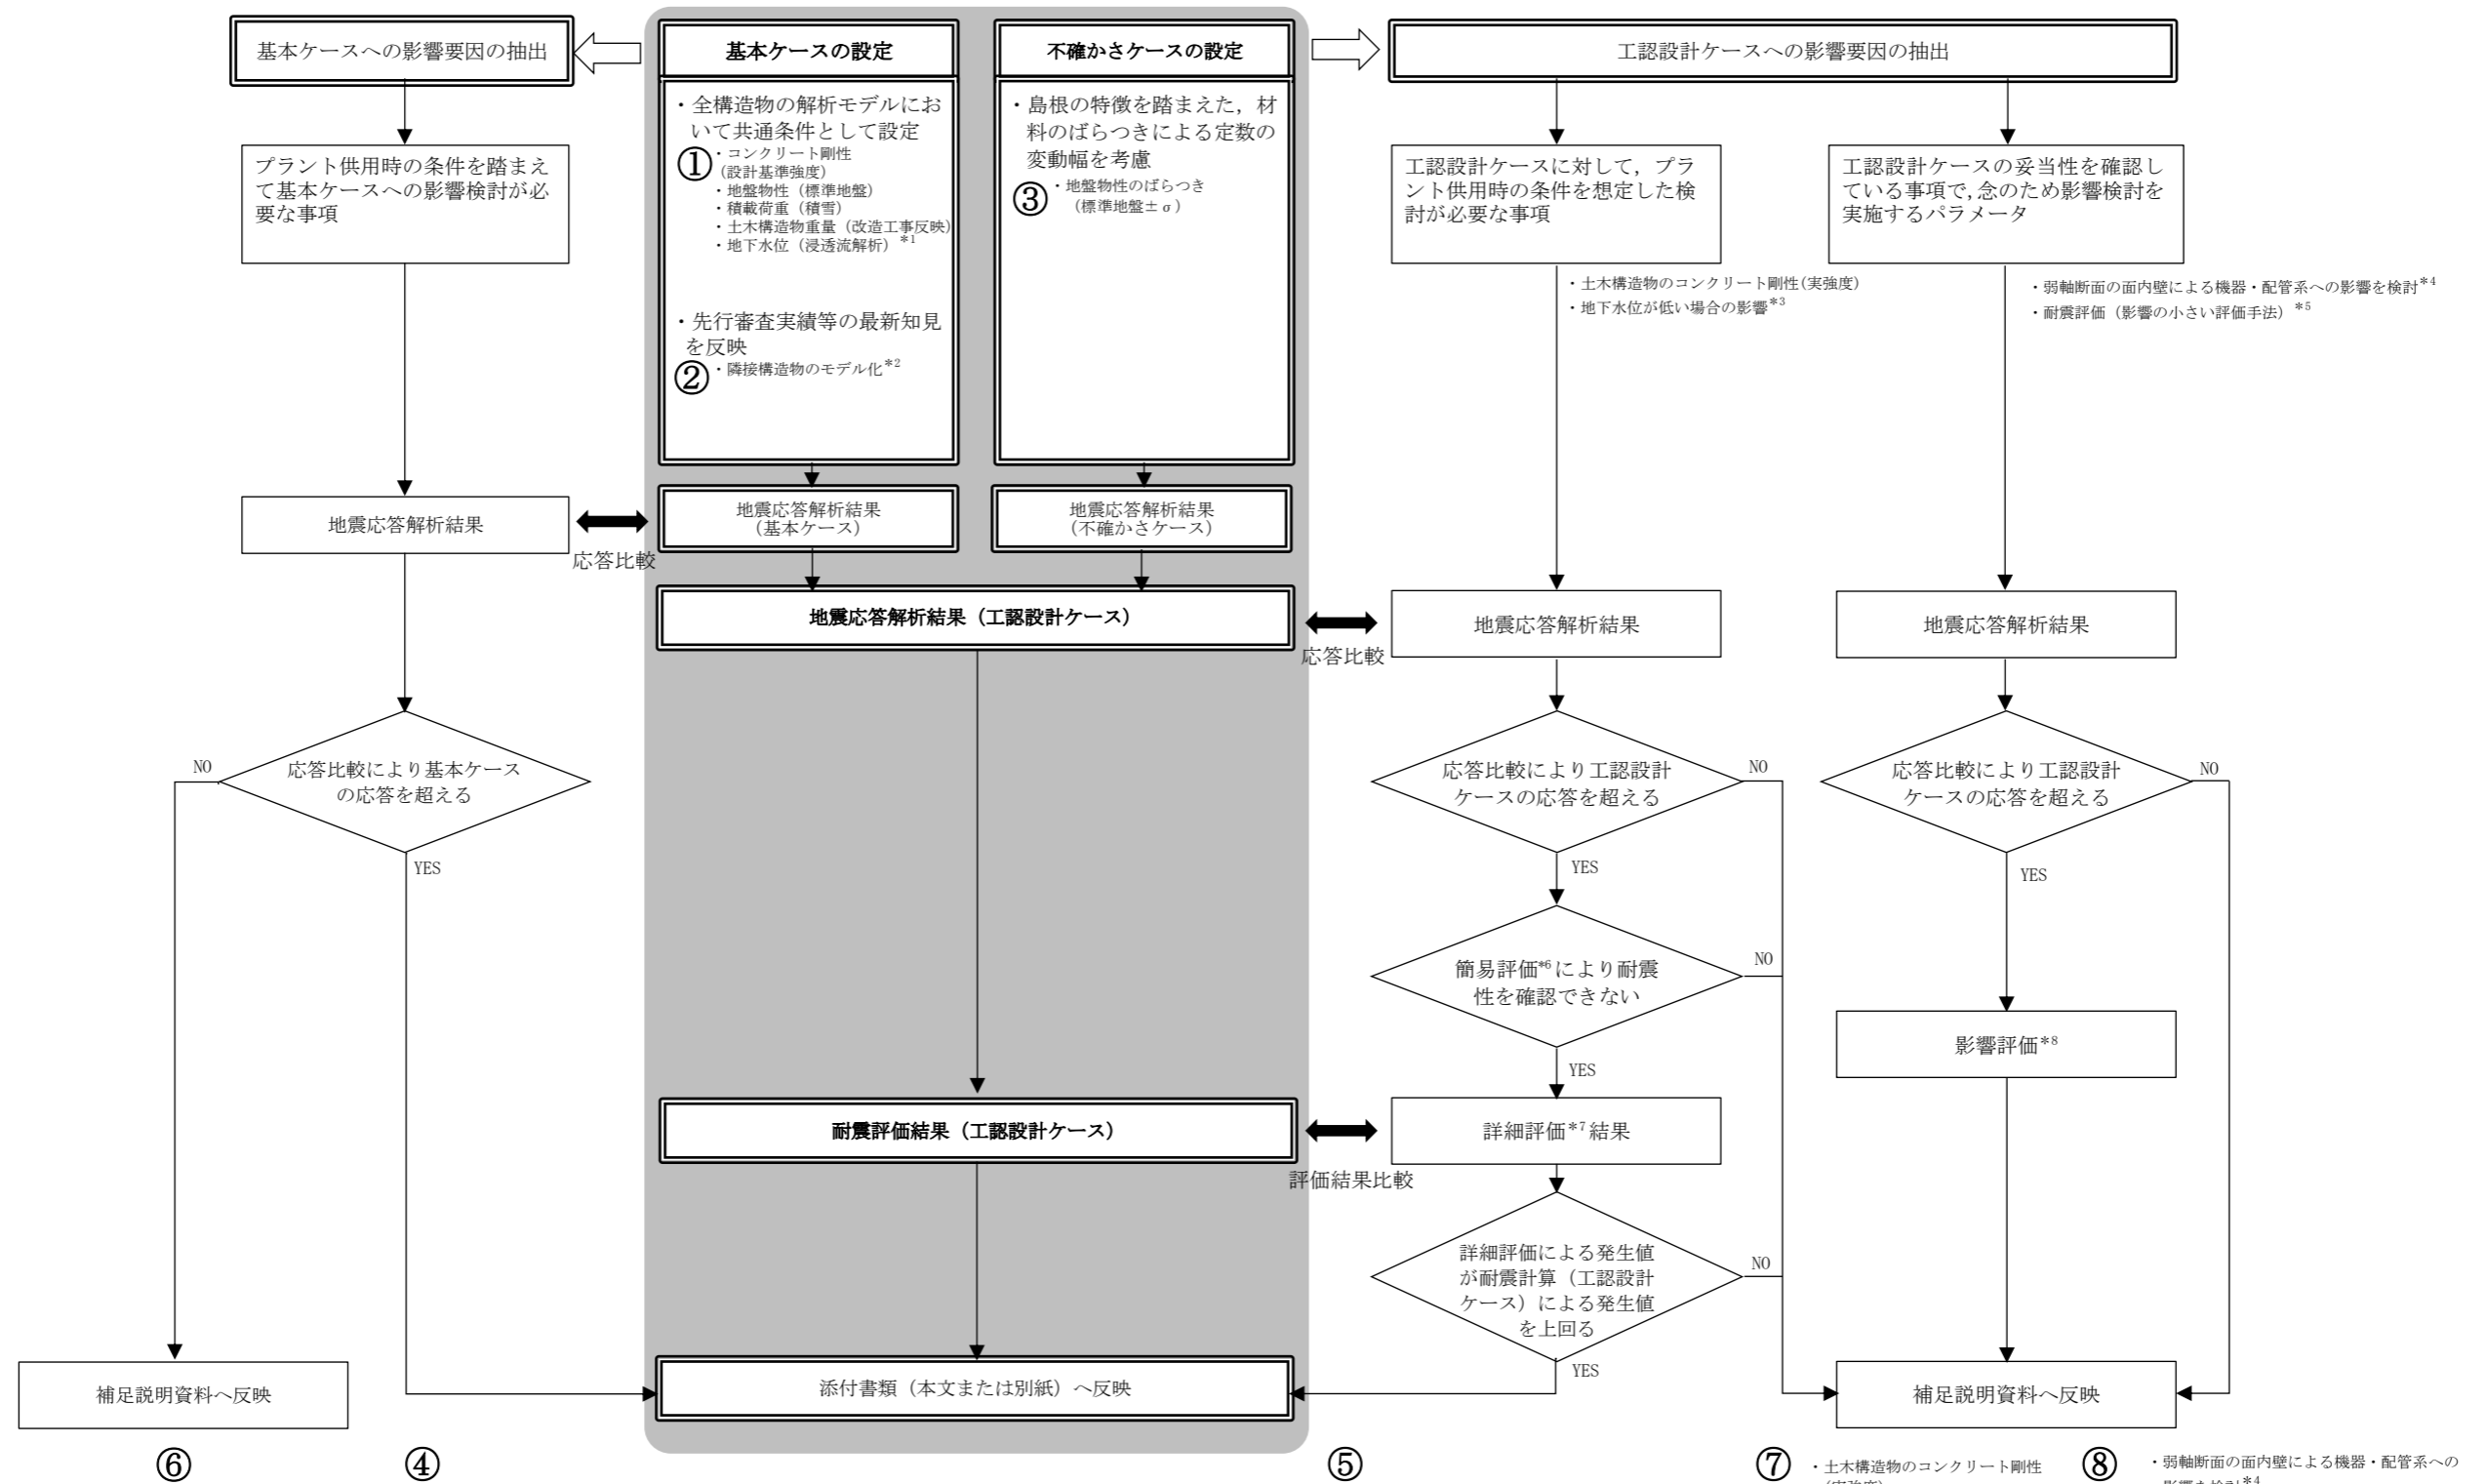 基本ケースへの影響要因の抽出
プラント供用時の条件を踏まえ
て基本ケースへの影響検討が必
要な事項
地震応答解析結果
応答比較
応答比較により基本ケース
の応答を超える
NO
YES
補足説明資料へ反映
⑥
④
基本ケースの設定
・全構造物の解析モデルにお
いて共通条件として設定
①
・コンクリート剛性
(設計基準強度)
・地盤物性（標準地盤）
・積載荷重（積雪）
・土木構造物重量（改造工事反映）
・地下水位（浸透流解析）*1
・先行審査実績等の最新知見
を反映
②
・隣接構造物のモデル化*2
不確かさケースの設定
・島根の特徴を踏まえた，材
料のばらつきによる定数の
変動幅を考慮
③
・地盤物性のばらつき
（標準地盤±σ）
地震応答解析結果
（基本ケース）
地震応答解析結果
（不確かさケース）
地震応答解析結果（工認設計ケース）
耐震評価結果（工認設計ケース）
添付書類（本文または別紙）へ反映
工認設計ケースへの影響要因の抽出
工認設計ケースに対して，プラ
ント供用時の条件を想定した検
討が必要な事項
・土木構造物のコンクリート剛性(実強度)
・地下水位が低い場合の影響*3
応答比較
地震応答解析結果
応答比較により工認設計
ケースの応答を超える
NO
YES
簡易評価*6により耐震
性を確認できない
NO
YES
詳細評価*7結果
評価結果比較
詳細評価による発生値
が耐震計算（工認設計
ケース）による発生値
を上回る
NO
YES
⑤
工認設計ケースの妥当性を確認し
ている事項で,念のため影響検討を
実施するパラメータ
・弱軸断面の面内壁による機器・配管系への影響を検討*4
・耐震評価（影響の小さい評価手法）*5
地震応答解析結果
応答比較により工認設計
ケースの応答を超える
NO
YES
影響評価*8
補足説明資料へ反映
⑦
・土木構造物のコンクリート剛性
⑧
・弱軸断面の面内壁による機器・配管系への